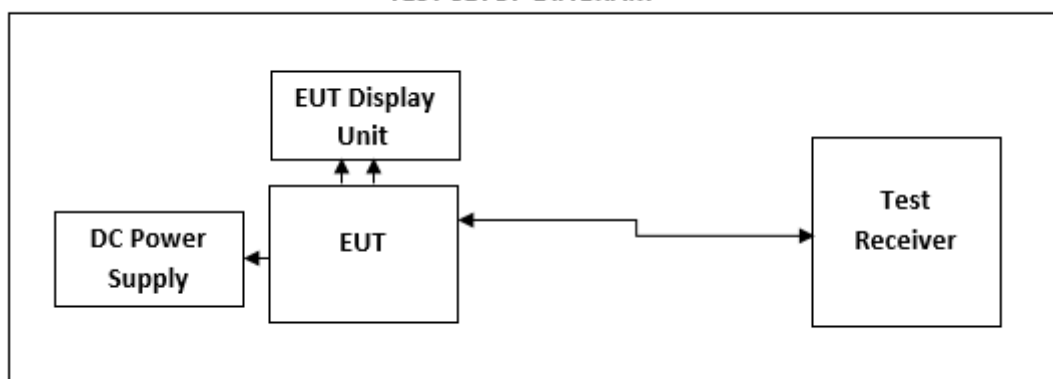 EUT Display
Unit
EUT
DC Power
Supply
Test
Receiver